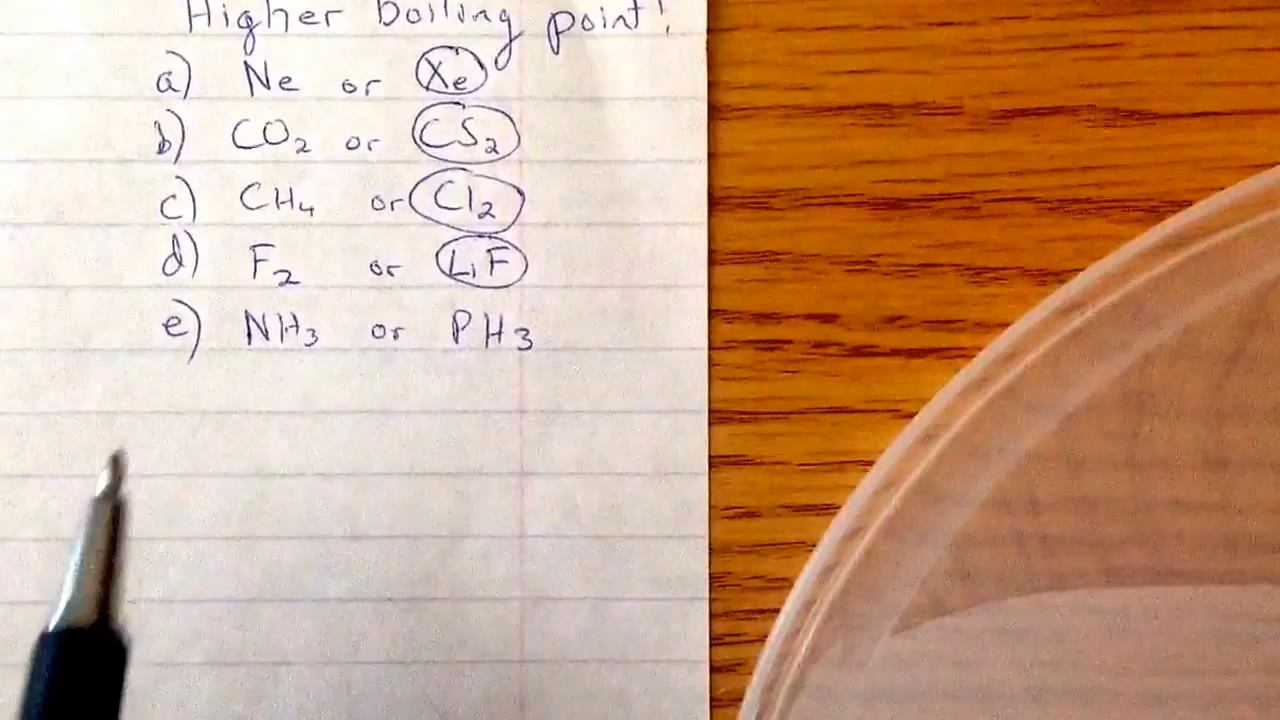 Higher boiling point!
a) Ne or Xe
b) CO₂ or CS₂
c) CH₄ or Cl₂
d) F₂ or LiF
e) NH₃ or PH₃